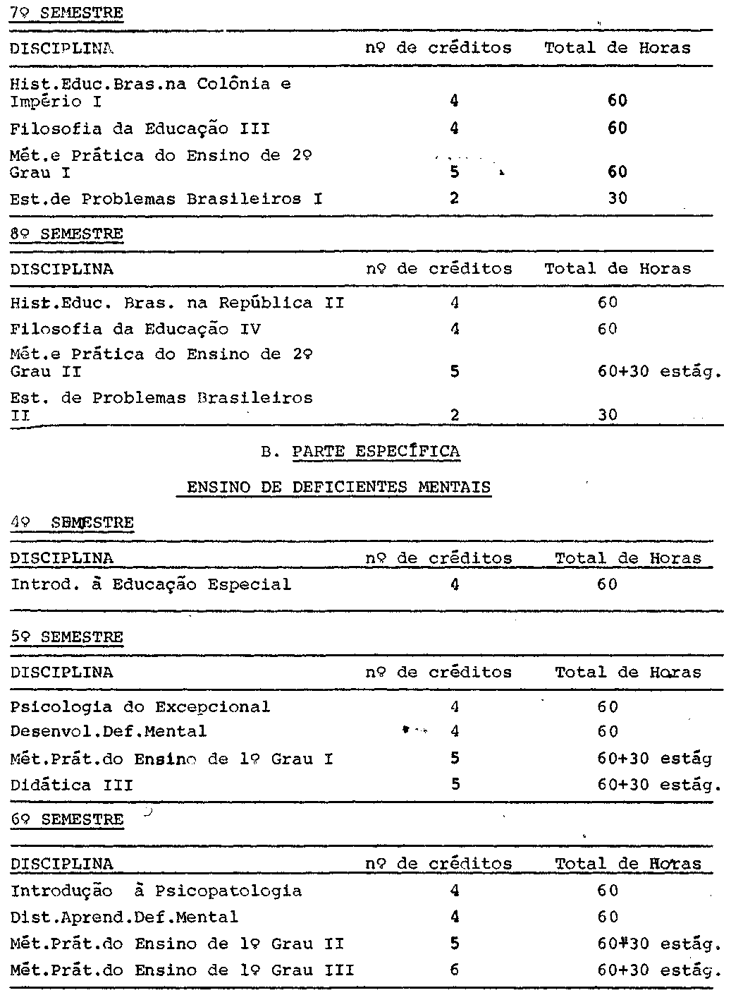 7º SEMESTRE
DISCIPLINA nº de créditos Total de Horas
Hist.Educ.Bras.na Colônia e
Império I 4 60
Filosofia da Educação III 4 60
Mét.e Prática do Ensino de 2º
Grau I 5 60
Est.de Problemas Brasileiros I 2 30
8º SEMESTRE
DISCIPLINA nº de créditos Total de Horas
Hist.Educ. Bras. na República II 4 60
Filosofia da Educação IV 4 60
Mét.e Prática do Ensino de 2º
Grau II 5 60+30 estág.
Est. de Problemas Brasileiros
II 2 30
B. PARTE ESPECÍFICA
ENSINO DE DEFICIENTES MENTAIS
4º SEMESTRE
DISCIPLINA nº de créditos Total de Horas
Introd. à Educação Especial 4 60
5º SEMESTRE
DISCIPLINA nº de créditos Total de Horas
Psicologia do Excepcional 4 60
Desenvol.Def.Mental 4 60
Mét.Prát.do Ensino de 1º Grau I 5 60+30 estág
Didática III 5 60+30 estág.
6º SEMESTRE
DISCIPLINA nº de créditos Total de Horas
Introdução à Psicopatologia 4 60
Dist.Aprend.Def.Mental 4 60
Mét.Prát.do Ensino de 1º Grau II 5 60+30 estág.
Mét.Prát.do Ensino de 1º Grau III 6 60+30 estág.